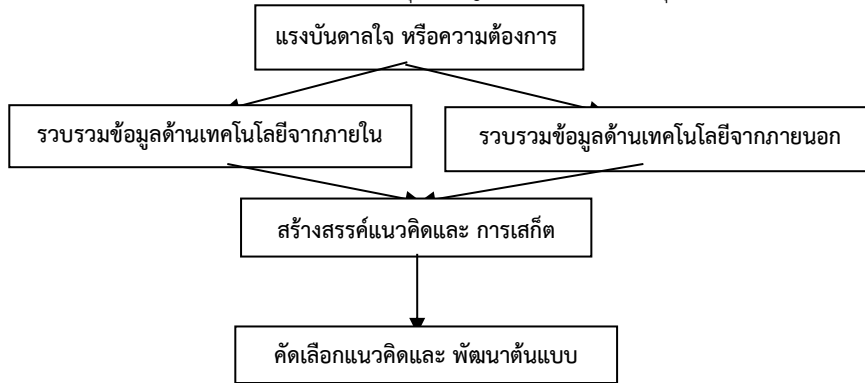 แรงบันดาลใจ หรือความต้องการ
รวบรวมข้อมูลด้านเทคโนโลยีจากภายใน
รวบรวมข้อมูลด้านเทคโนโลยีจากภายนอก
สร้างสรรค์แนวคิดและ การเสก็ต
คัดเลือกแนวคิดและ พัฒนาต้นแบบ